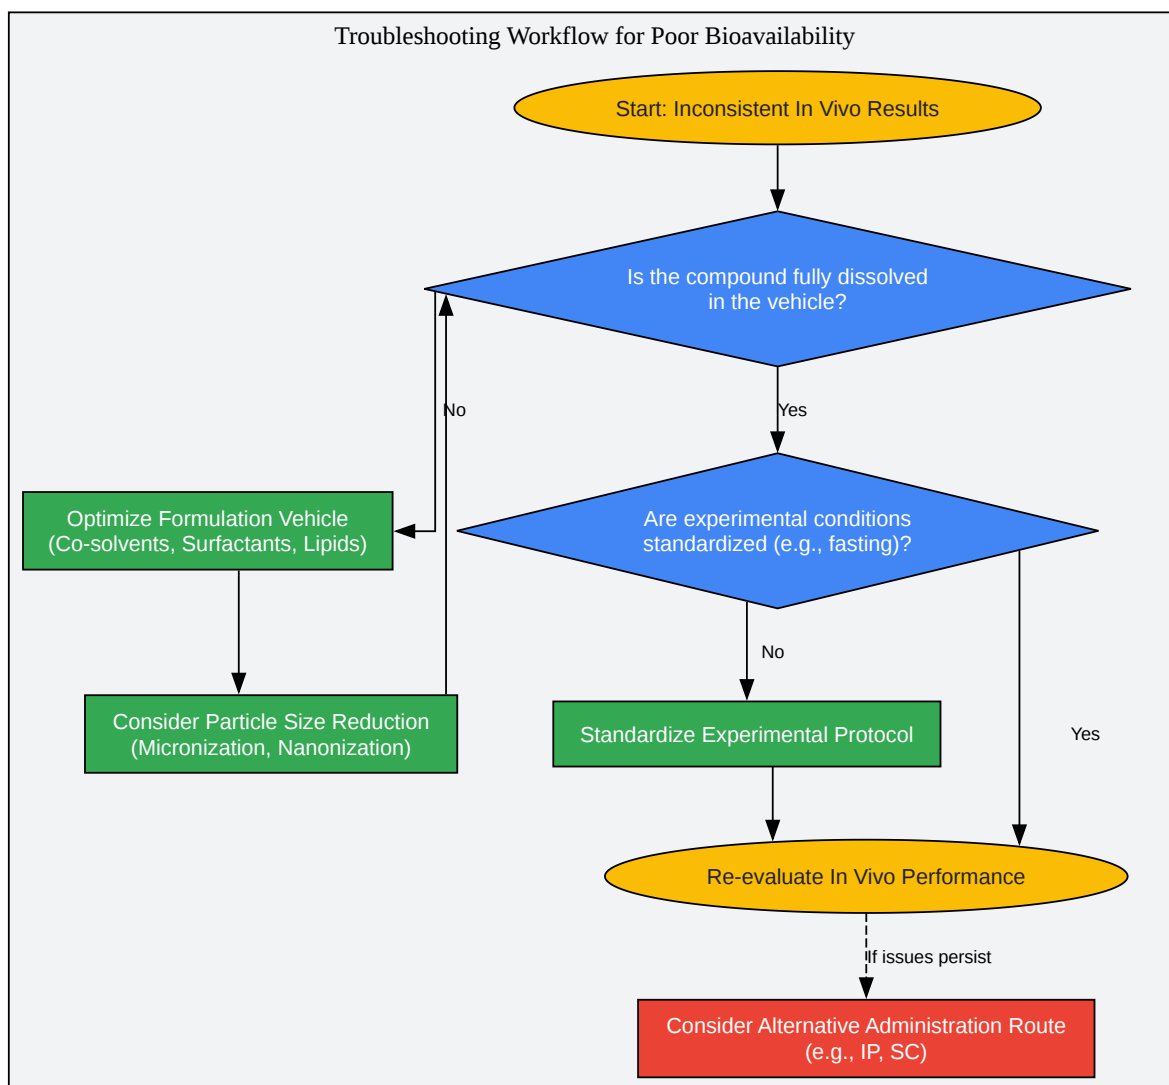 Troubleshooting Workflow for Poor Bioavailability
Start: Inconsistent In Vivo Results
Is the compound fully dissolved
in the vehicle?
No
Yes
Optimize Formulation Vehicle
(Co-solvents, Surfactants, Lipids)
Are experimental conditions
standardized (e.g., fasting)?
No
Consider Particle Size Reduction
(Micronization, Nanonization)
Standardize Experimental Protocol
Yes
Re-evaluate In Vivo Performance
If issues persist
Consider Alternative Administration Route
(e.g., IP, SC)